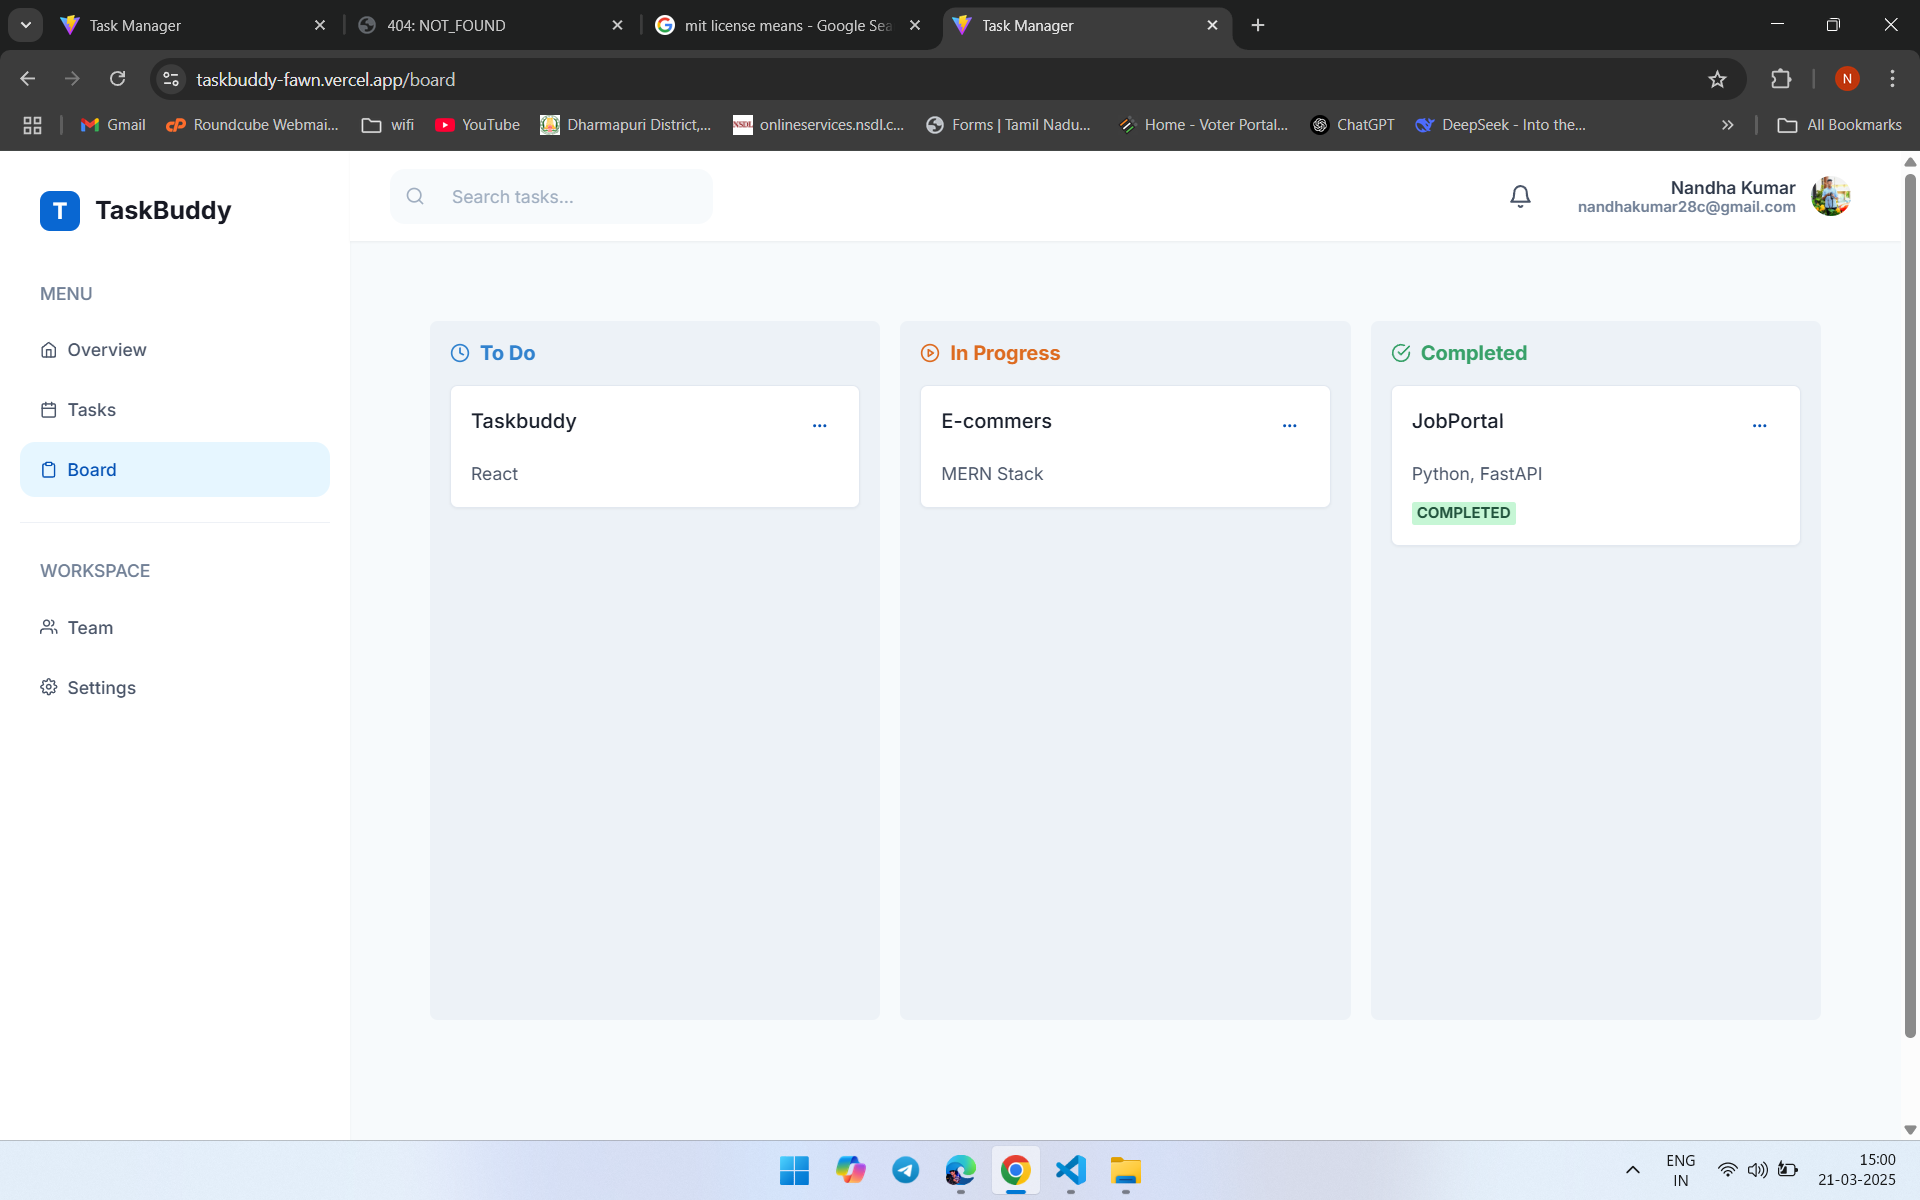 Task Manager
404: NOT_FOUND
mit license means - Google Sea
Task Manager
taskbuddy-fawn.vercel.app/board
N
Gmail
Roundcube Webmai...
wifi
YouTube
Dharmapuri District,...
NSDL
onlineservices.nsdl.c...
Forms | Tamil Nadu...
Home - Voter Portal...
ChatGPT
DeepSeek - Into the...
All Bookmarks
T
TaskBuddy
Search tasks...
Nandha Kumar
nandhakumar28c@gmail.com
MENU
Overview
Tasks
Board
WORKSPACE
Team
Settings
To Do
Taskbuddy
...
React
In Progress
E-commers
...
MERN Stack
Completed
JobPortal
...
Python, FastAPI
COMPLETED
ENG
IN
15:00
21-03-2025